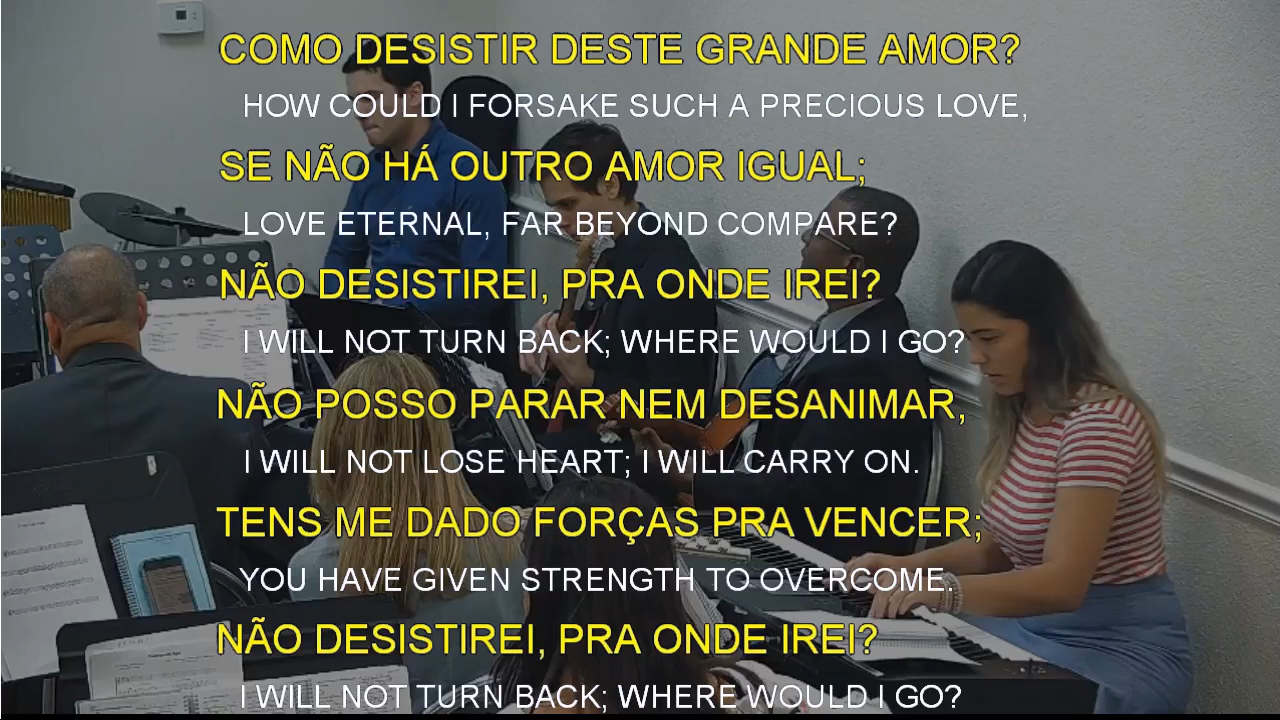 COMO DESISTIR DESTE GRANDE AMOR?
HOW COULD I FORSAKE SUCH A PRECIOUS LOVE,
SE NÃO HÁ OUTRO AMOR IGUAL;
LOVE ETERNAL, FAR BEYOND COMPARE?
NÃO DESISTIREI, PRA ONDE IREI?
I WILL NOT TURN BACK; WHERE WOULD I GO?
NÃO POSSO PARAR NEM DESANIMAR,
I WILL NOT LOSE HEART; I WILL CARRY ON.
TENS ME DADO FORÇAS PRA VENCER;
YOU HAVE GIVEN STRENGTH TO OVERCOME.
NÃO DESISTIREI, PRA ONDE IREI?
I WILL NOT TURN BACK; WHERE WOULD I GO?